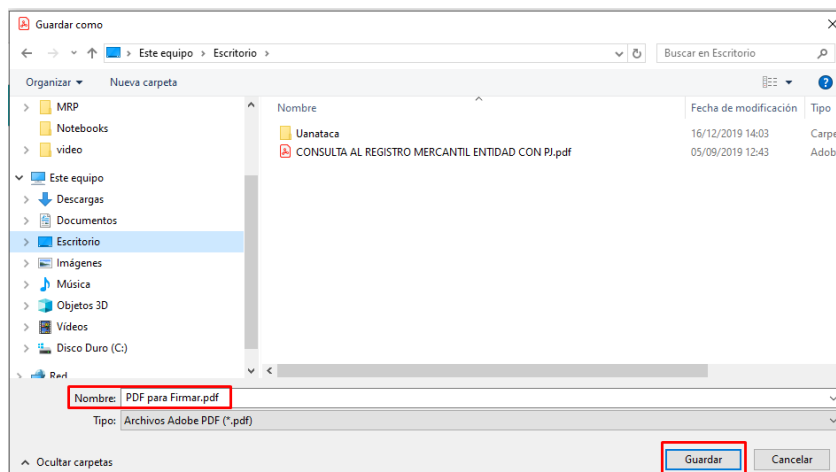 Guardar como
Este equipo > Escritorio >
Buscar en Escritorio
Organizar
Nueva carpeta
MRP
Notebooks
video
Este equipo
Descargas
Documentos
Escritorio
Imágenes
Música
Objetos 3D
Vídeos
Disco Duro (C:)
Red
Nombre Fecha de modificación Tipo
Uanataca 16/12/2019 14:03 Carpe
CONSULTA AL REGISTRO MERCANTIL ENTIDAD CON PJ.pdf 05/09/2019 12:43 Adob
Nombre: PDF para Firmar.pdf
Tipo: Archivos Adobe PDF (*.pdf)
Ocultar carpetas
Guardar
Cancelar